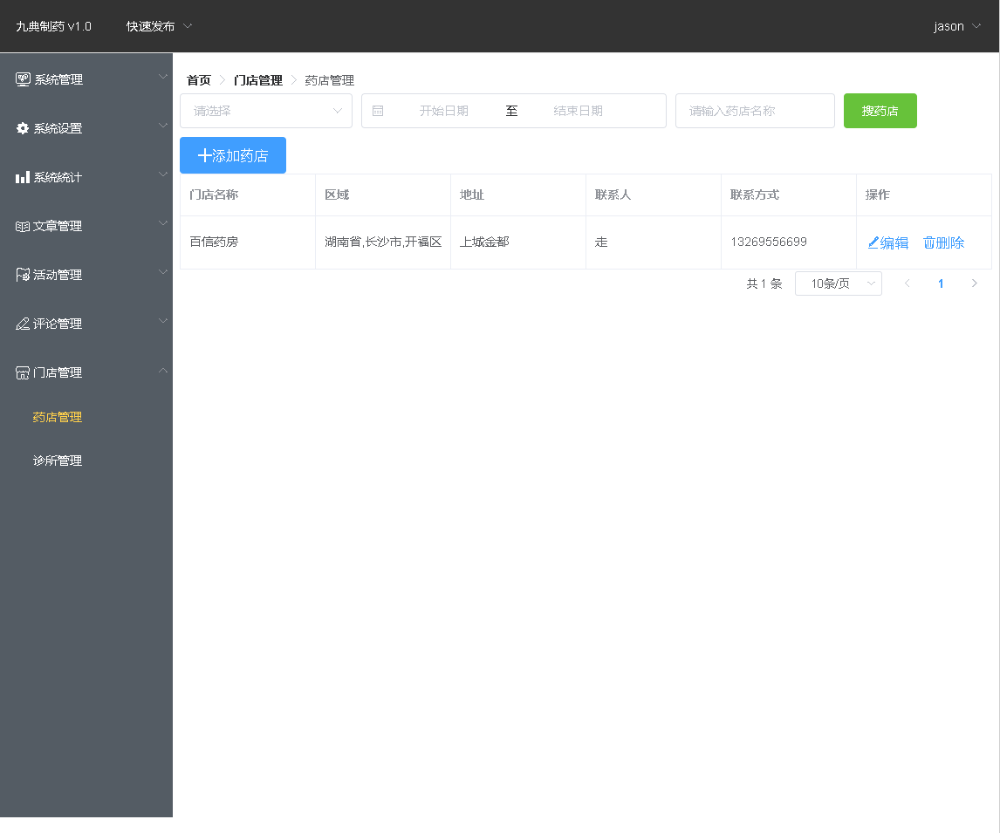 九典制药 v1.0 快速发布 jason
系统管理
系统设置
系统统计
文章管理
活动管理
评论管理
门店管理
药店管理
诊所管理
首页 门店管理 药店管理
请选择 开始日期 至 结束日期 请输入药店名称 搜药店
添加药店
门店名称 区域 地址 联系人 联系方式 操作
百信药房 湖南省,长沙市,开福区 上城金都 走 13269556699 编辑 删除
共 1 条 10条/页 1